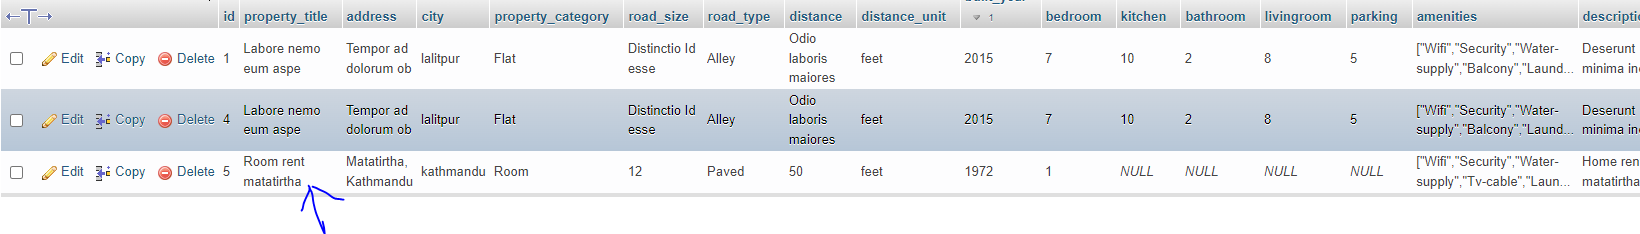 ←T→ id property_title address city property_category road_size road_type distance distance_unit 1 bedroom kitchen bathroom livingroom parking amenities
Edit Copy Delete 1 Labore nemo eum aspe Tempor ad dolorum ob lalitpur Flat Distinctio Id esse Alley Odio laboris maiores feet 2015 7 10 2 8 5 ["Wifi","Security","Water-supply","Balcony","Laund... Deserunt minima
Edit Copy Delete 4 Labore nemo eum aspe Tempor ad dolorum ob lalitpur Flat Distinctio Id esse Alley Odio laboris maiores feet 2015 7 10 2 8 5 ["Wifi","Security","Water-supply","Balcony","Laund... Deserunt minima
Edit Copy Delete 5 Room rent matatirtha Matatirtha, Kathmandu kathmandu Room 12 Paved 50 feet 1972 1 NULL NULL NULL NULL ["Wifi","Security","Water-supply","Tv-cable","Laun... Home matatirtha